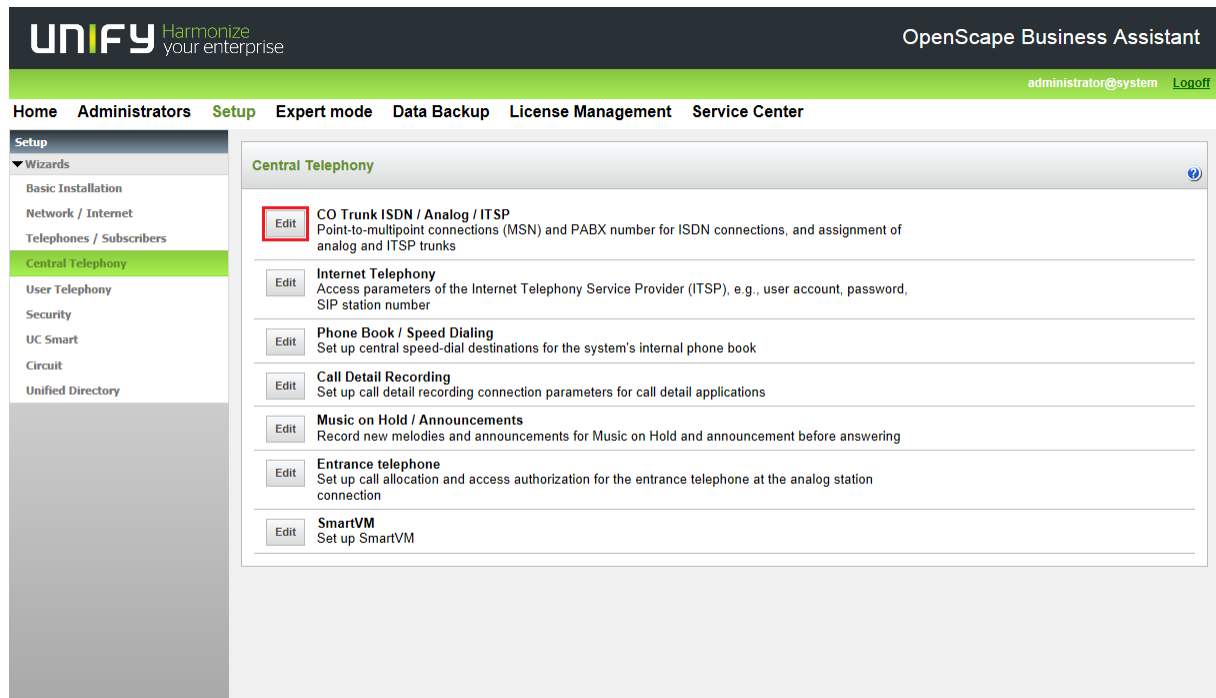 UNIFY Harmonize
your enterprise
OpenScape Business Assistant
administrator@system Logoff
Home Administrators Setup Expert mode Data Backup License Management Service Center
Setup
Wizards
Basic Installation
Network / Internet
Telephones / Subscribers
Central Telephony
User Telephony
Security
UC Smart
Circuit
Unified Directory
Central Telephony
?
Edit
CO Trunk ISDN / Analog / ITSP
Point-to-multipoint connections (MSN) and PABX number for ISDN connections, and assignment of
analog and ITSP trunks
Edit
Internet Telephony
Access parameters of the Internet Telephony Service Provider (ITSP), e.g., user account, password,
SIP station number
Edit
Phone Book / Speed Dialing
Set up central speed-dial destinations for the system's internal phone book
Edit
Call Detail Recording
Set up call detail recording connection parameters for call detail applications
Edit
Music on Hold / Announcements
Record new melodies and announcements for Music on Hold and announcement before answering
Edit
Entrance telephone
Set up call allocation and access authorization for the entrance telephone at the analog station
connection
Edit
SmartVM
Set up SmartVM